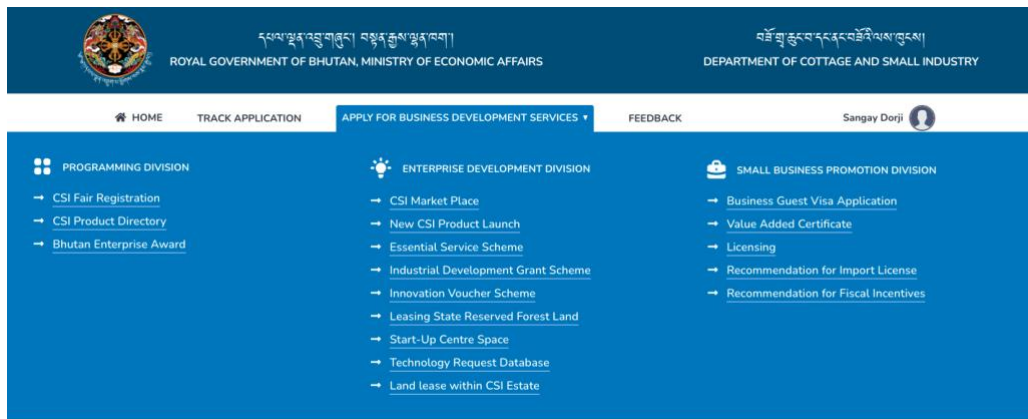 དཔལ་ལྡན་འབྲུག་གཞུང་། བསྟན་རྒྱས་ལྷན་ཁག།
ROYAL GOVERNMENT OF BHUTAN, MINISTRY OF ECONOMIC AFFAIRS
DEPARTMENT OF COTTAGE AND SMALL INDUSTRY
HOME
TRACK APPLICATION
APPLY FOR BUSINESS DEVELOPMENT SERVICES
FEEDBACK
Sangay Dorji
PROGRAMMING DIVISION
CSI Fair Registration
CSI Product Directory
Bhutan Enterprise Award
ENTERPRISE DEVELOPMENT DIVISION
CSI Market Place
New CSI Product Launch
Essential Service Scheme
Industrial Development Grant Scheme
Innovation Voucher Scheme
Leasing State Reserved Forest Land
Start-Up Centre Space
Technology Request Database
Land lease within CSI Estate
SMALL BUSINESS PROMOTION DIVISION
Business Guest Visa Application
Value Added Certificate
Licensing
Recommendation for Import License
Recommendation for Fiscal Incentives